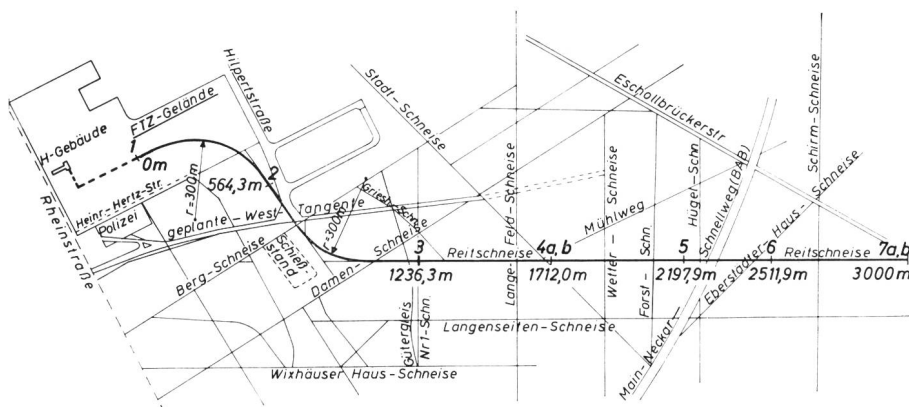 H-Gebäude
FTZ-Gelände
0m
Rheinstraße
Heinr.-Hertz-Str.
Polizei
r=300m
564,3m
2
Hilpertstraße
geplante-West-Tangente
Berg-Schneise
Schieß-
stand
r=300m
Damen-Schneise
Stadt-Schneise
3
1236,3m
Gütergleis
Nr1-Schn.
Wixhäuser Haus-Schneise
Langenseiten-Schneise
Reitschneise
Lange-Feld-Schneise
4a,b
1712,0m
Wetter-Schneise
Forst-Schn.
Mühlweg
Hügel-Schn.
Eschollbrückerstr
5
2197,9m
Main-Neckar-Schnellweg(BAB)
Eberstädter-Haus-Schneise
6
2511,9m
Schirm-Schneise
Reitschneise
7a,b
3000m